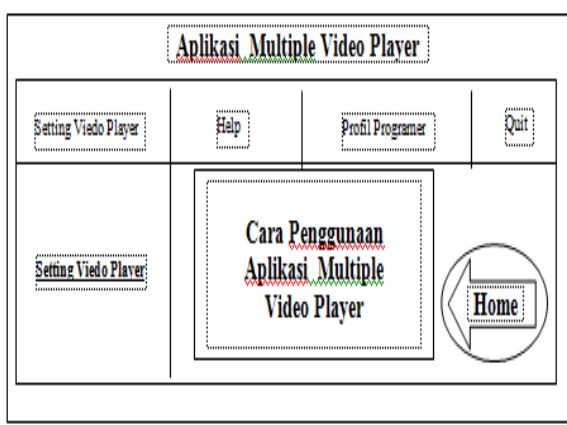 Aplikasi Multiple Video Player
Setting Viedo Player
Help
Profil Programer
Quit
Setting Viedo Player
Cara Penggunaan
Aplikasi Multiple
Video Player
Home